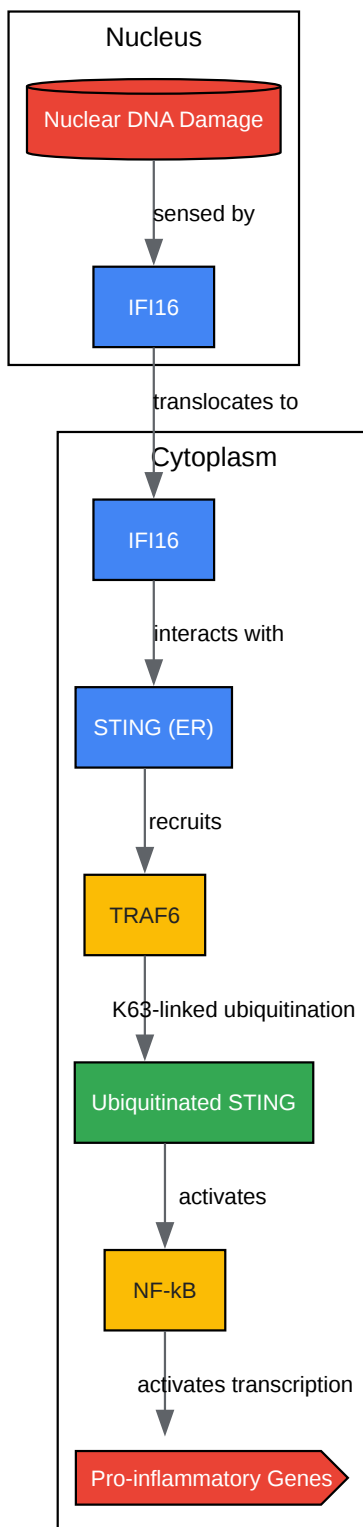 Nucleus
Nuclear DNA Damage
sensed by
IFI16
translocates to
Cytoplasm
IFI16
interacts with
STING (ER)
recruits
TRAF6
K63-linked ubiquitination
Ubiquitinated STING
activates
NF-kB
activates transcription
Pro-inflammatory Genes